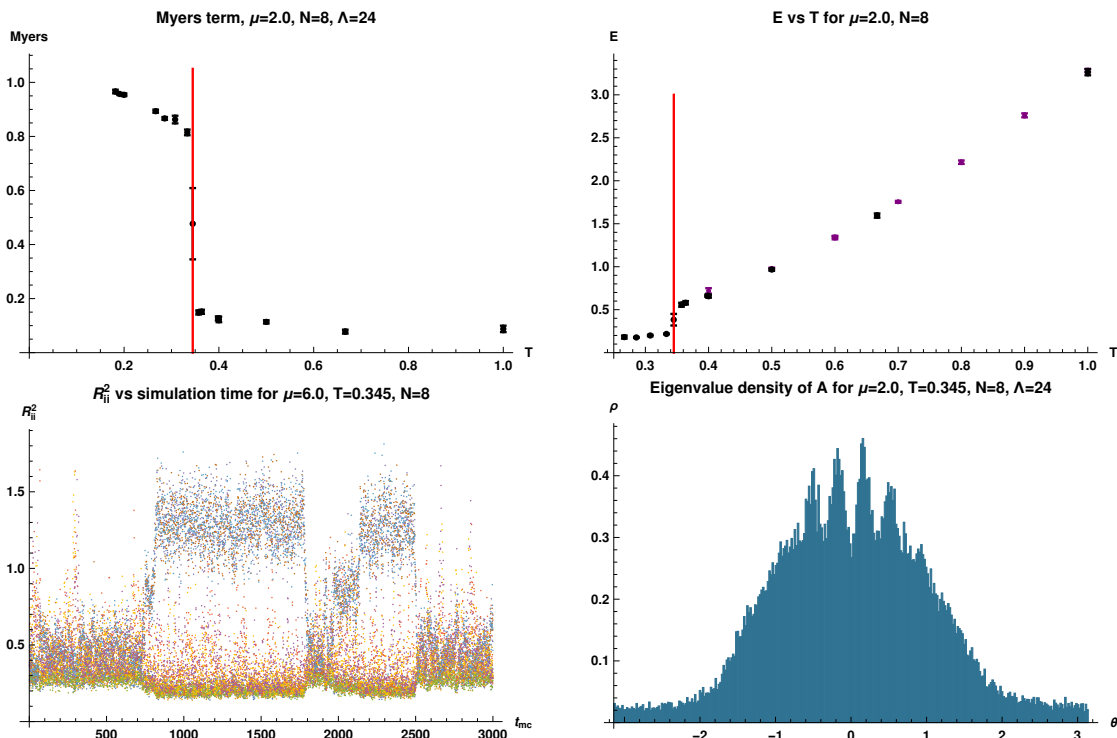 Myers term, μ=2.0, N=8, Λ=24
Myers
1.0
0.8
0.6
0.4
0.2
0.2 0.4 0.6 0.8 1.0 T
E vs T for μ=2.0, N=8
E
3.0
2.5
2.0
1.5
1.0
0.5
0.3 0.4 0.5 0.6 0.7 0.8 0.9 1.0 T
R²ᵢᵢ vs simulation time for μ=6.0, T=0.345, N=8
R²ᵢᵢ
1.5
1.0
0.5
500 1000 1500 2000 2500 3000 tmc
Eigenvalue density of A for μ=2.0, T=0.345, N=8, Λ=24
ρ
0.4
0.3
0.2
0.1
−2 −1 0 1 2 3 θ